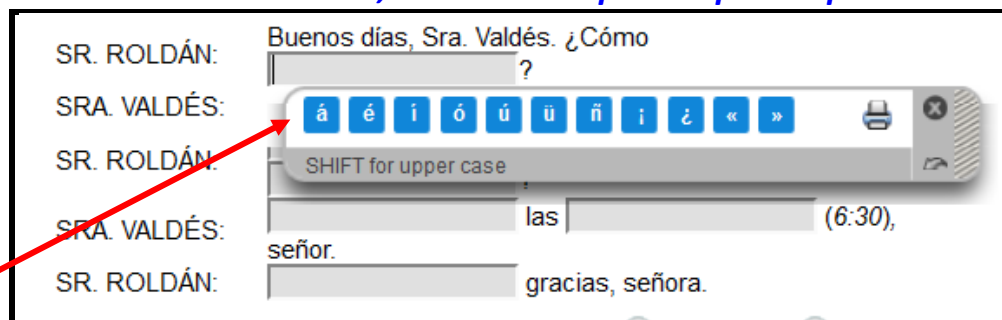 SR. ROLDÁN: Buenos días, Sra. Valdés. ¿Cómo
?
SRA. VALDÉS:
á é í ó ú ü ñ ¡ ¿ « »
SR. ROLDÁN:
SHIFT for upper case
SRA. VALDÉS: las (6:30),
señor.
SR. ROLDÁN: gracias, señora.